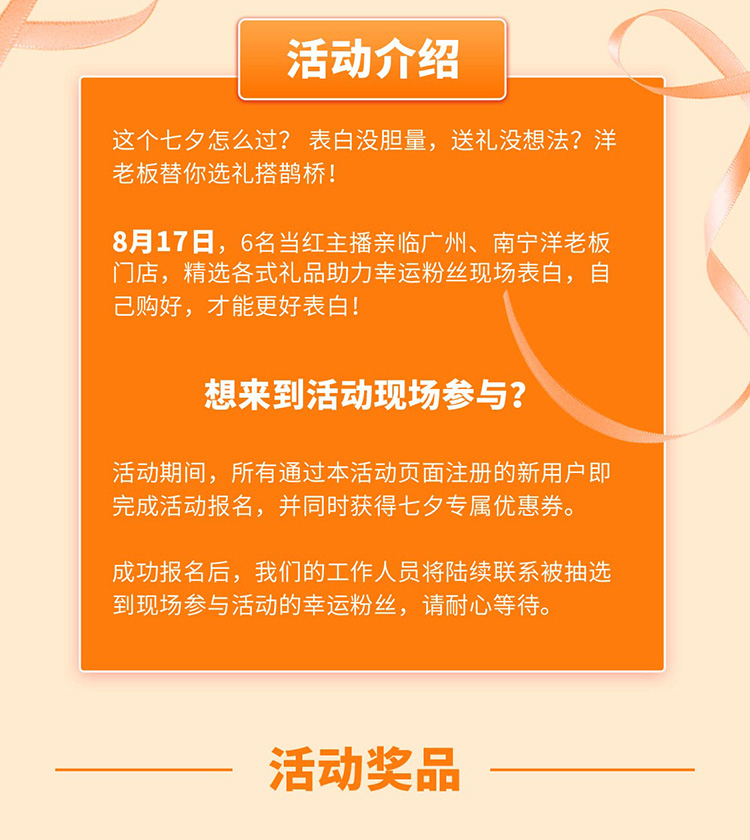 活动介绍
这个七夕怎么过? 表白没胆量，送礼没想法? 洋
老板替你选礼搭鹊桥!
8月17日，6名当红主播亲临广州、南宁洋老板
门店，精选各式礼品助力幸运粉丝现场表白，自
己购好，才能更好表白!
想来到活动现场参与?
活动期间，所有通过本活动页面注册的新用户即
完成活动报名，并同时获得七夕专属优惠券。
成功报名后，我们的工作人员将陆续联系被抽选
到现场参与活动的幸运粉丝，请耐心等待。
活动奖品